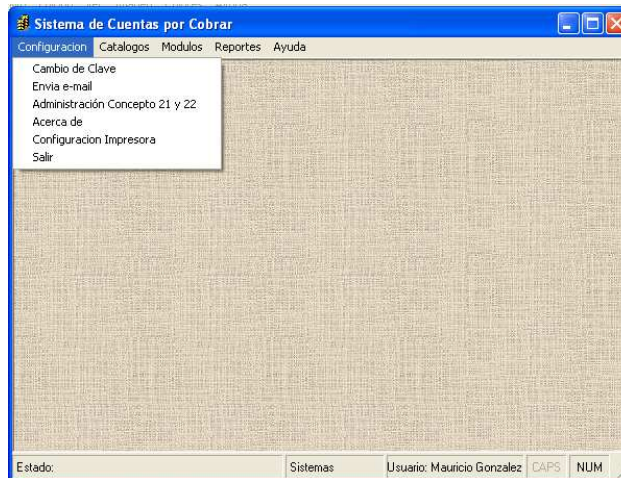 Sistema de Cuentas por Cobrar
Configuracion Catalogos Modulos Reportes Ayuda
Cambio de Clave
Envia e-mail
Administración Concepto 21 y 22
Acerca de
Configuracion Impresora
Salir
Estado: Sistemas Usuario: Mauricio Gonzalez CAPS NUM